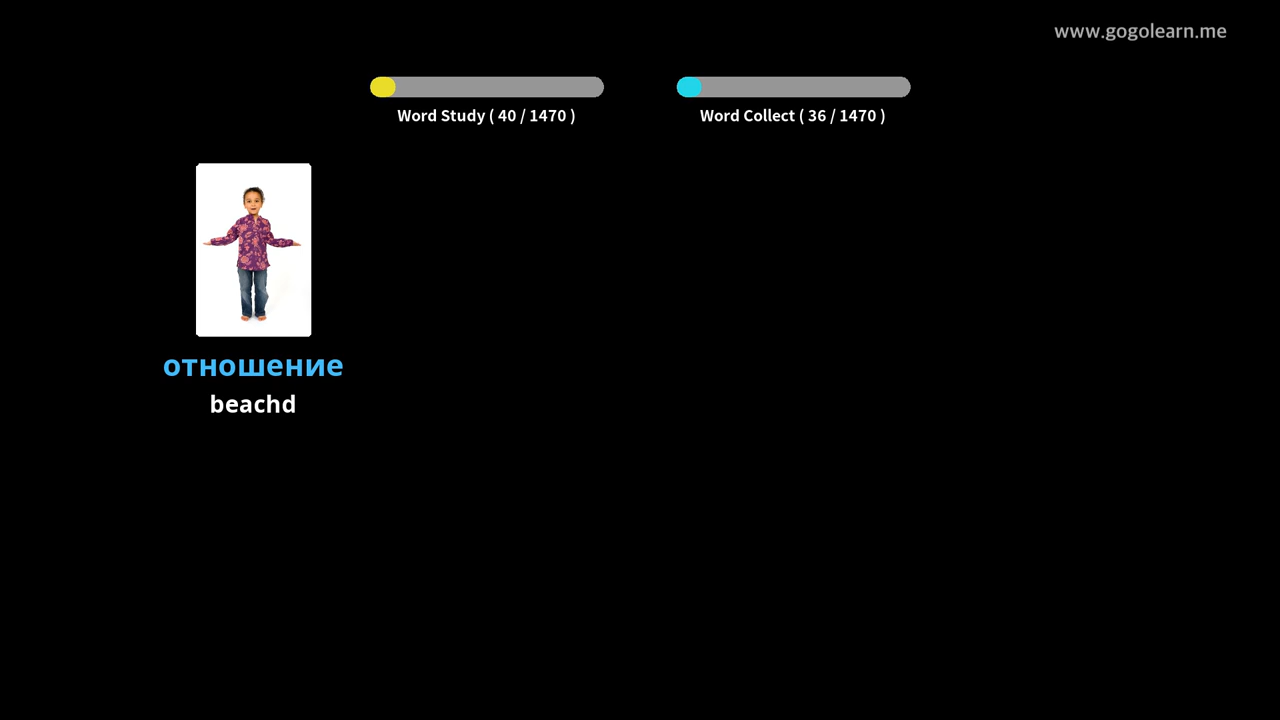 www.gogolearn.me
Word Study ( 40 / 1470 )
Word Collect ( 36 / 1470 )
отношение
beachd